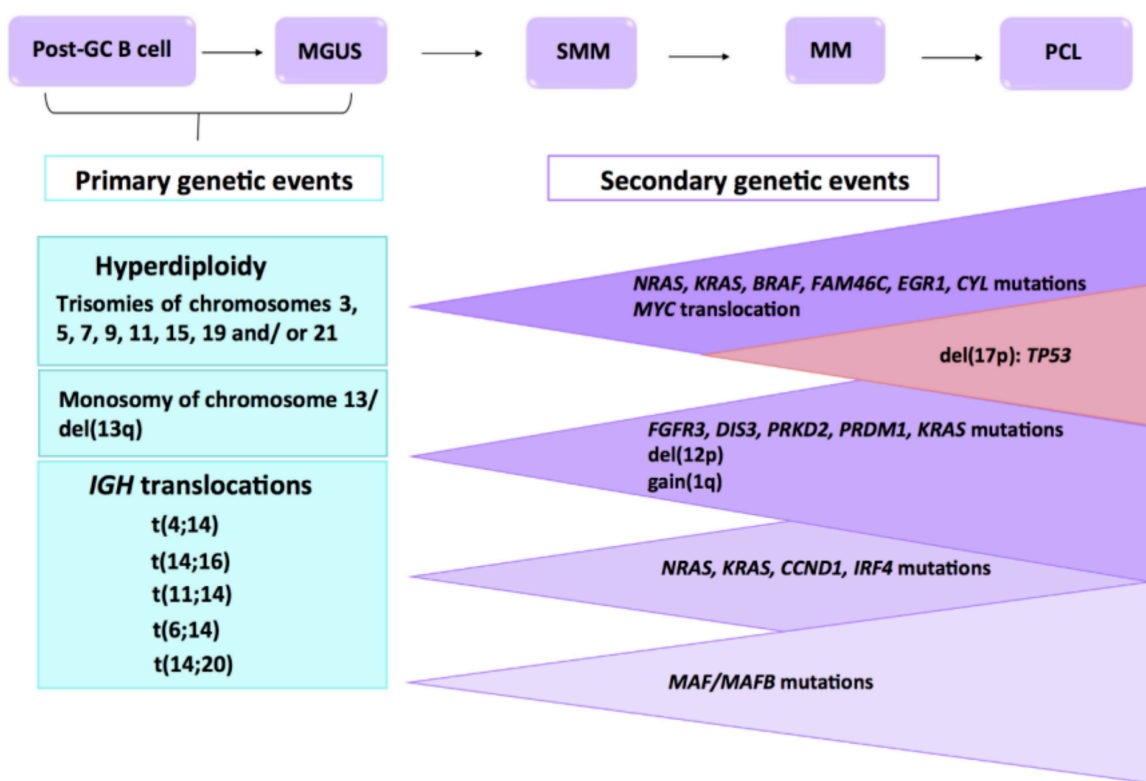 Post-GC B cell
MGUS
SMM
MM
PCL
Primary genetic events
Secondary genetic events
Hyperdiploidy
Trisomies of chromosomes 3,
5, 7, 9, 11, 15, 19 and/ or 21
Monosomy of chromosome 13/
del(13q)
IGH translocations
t(4;14)
t(14;16)
t(11;14)
t(6;14)
t(14;20)
NRAS, KRAS, BRAF, FAM46C, EGR1, CYL mutations
MYC translocation
del(17p): TP53
FGFR3, DIS3, PRKD2, PRDM1, KRAS mutations
del(12p)
gain(1q)
NRAS, KRAS, CCND1, IRF4 mutations
MAF/MAFB mutations